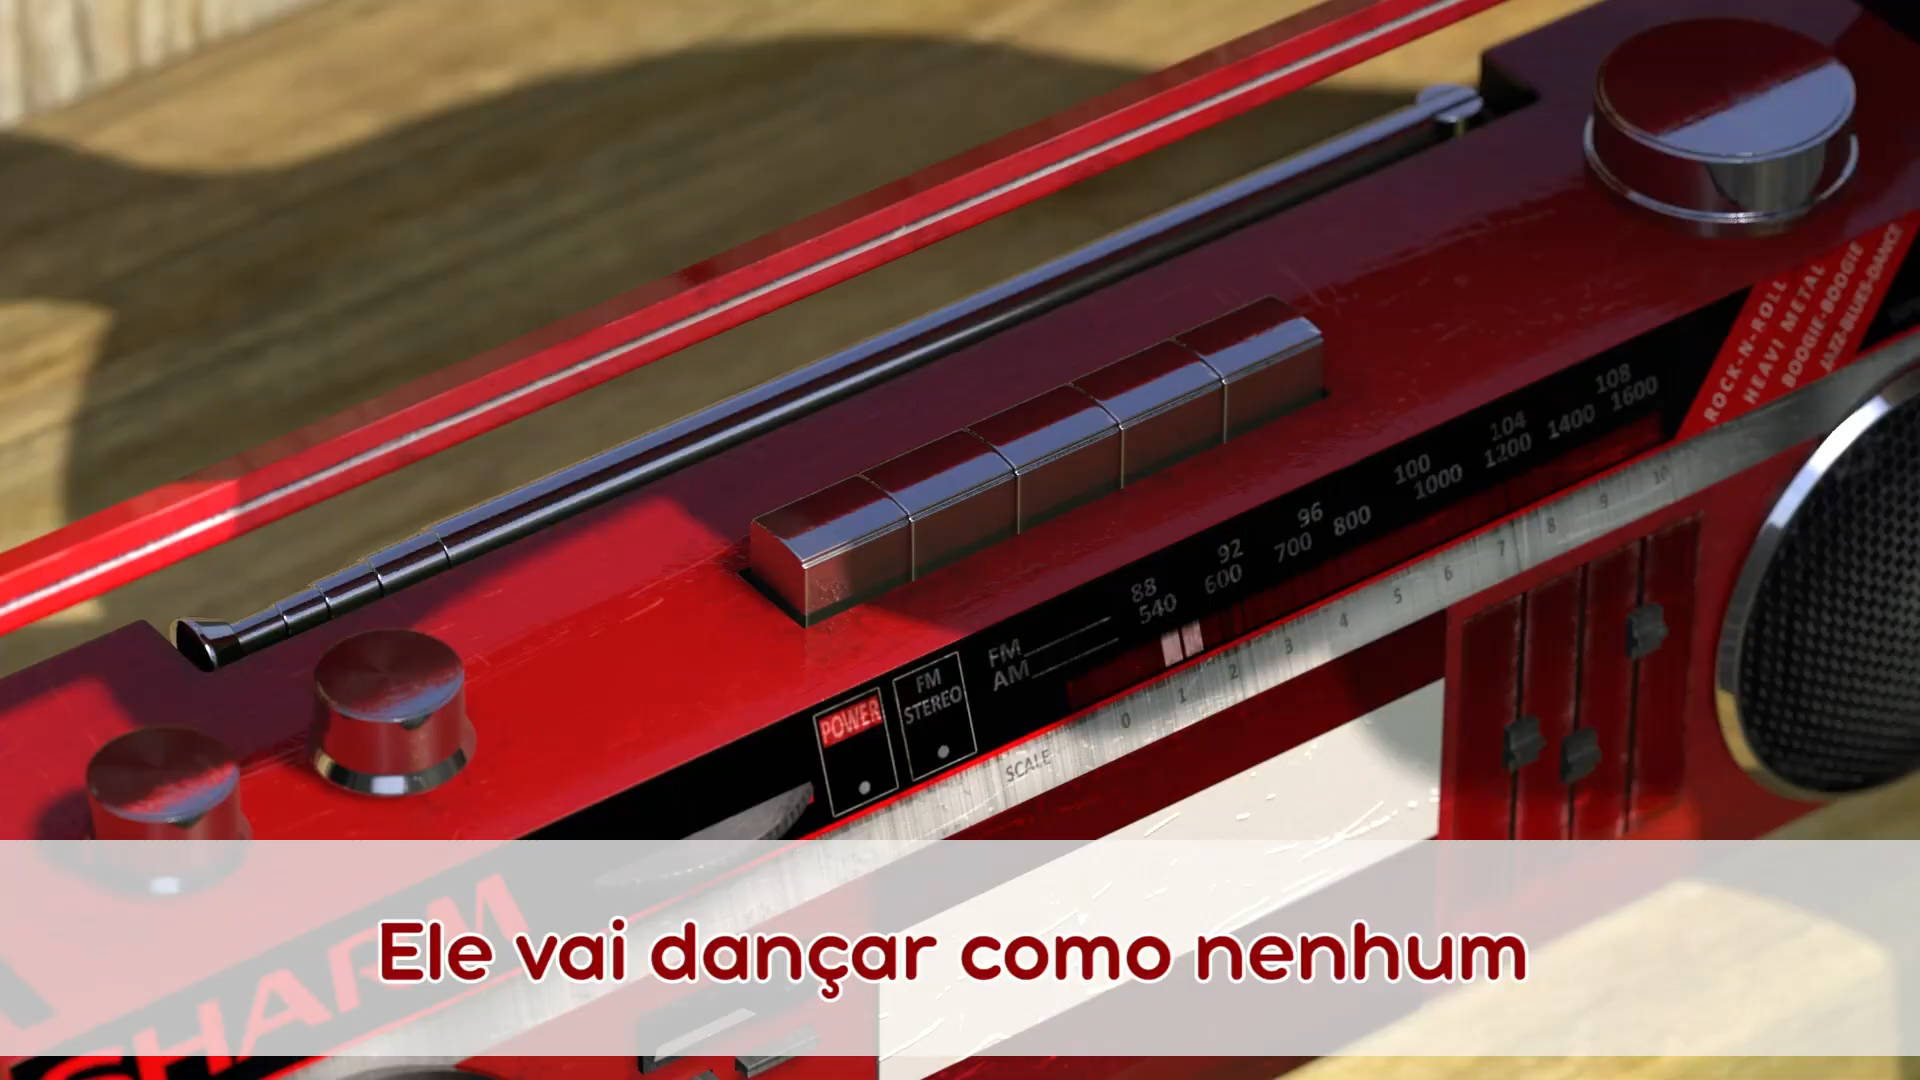 ROCK-N-ROLL
HEAVI METAL
BOOGIE-BOOGIE
JAZZ-BLUES-DANCE
88 92 96 100 104 108
540 600 700 800 1000 1200 1400 1600
FM
AM
POWER
FM
STEREO
SCALE
0 1 2 3 4 5 6 7 8 9 10
SHARM
Ele vai dançar como nenhum